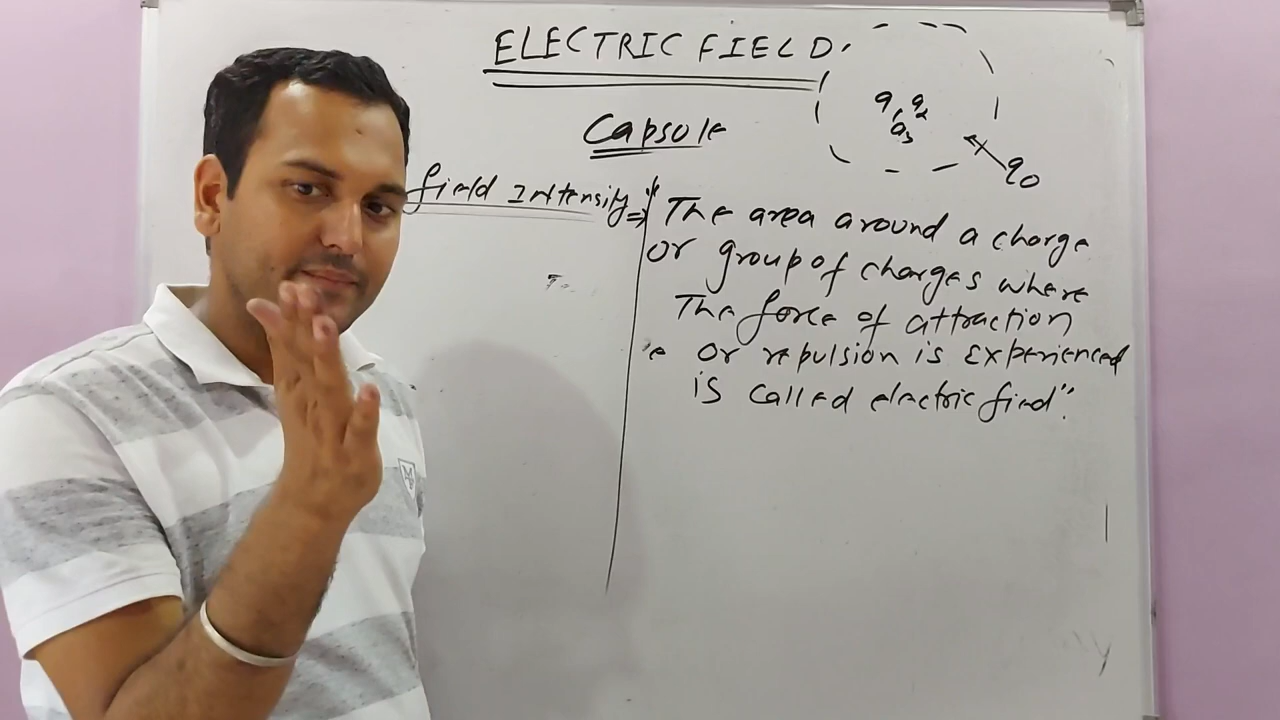 ELECTRIC FIELD.
Capsule
q1 q2
q3
q0
field Intensity ⇒
"The area around a charge
or group of charges where
The force of attraction
or repulsion is experienced
is called electric fied".